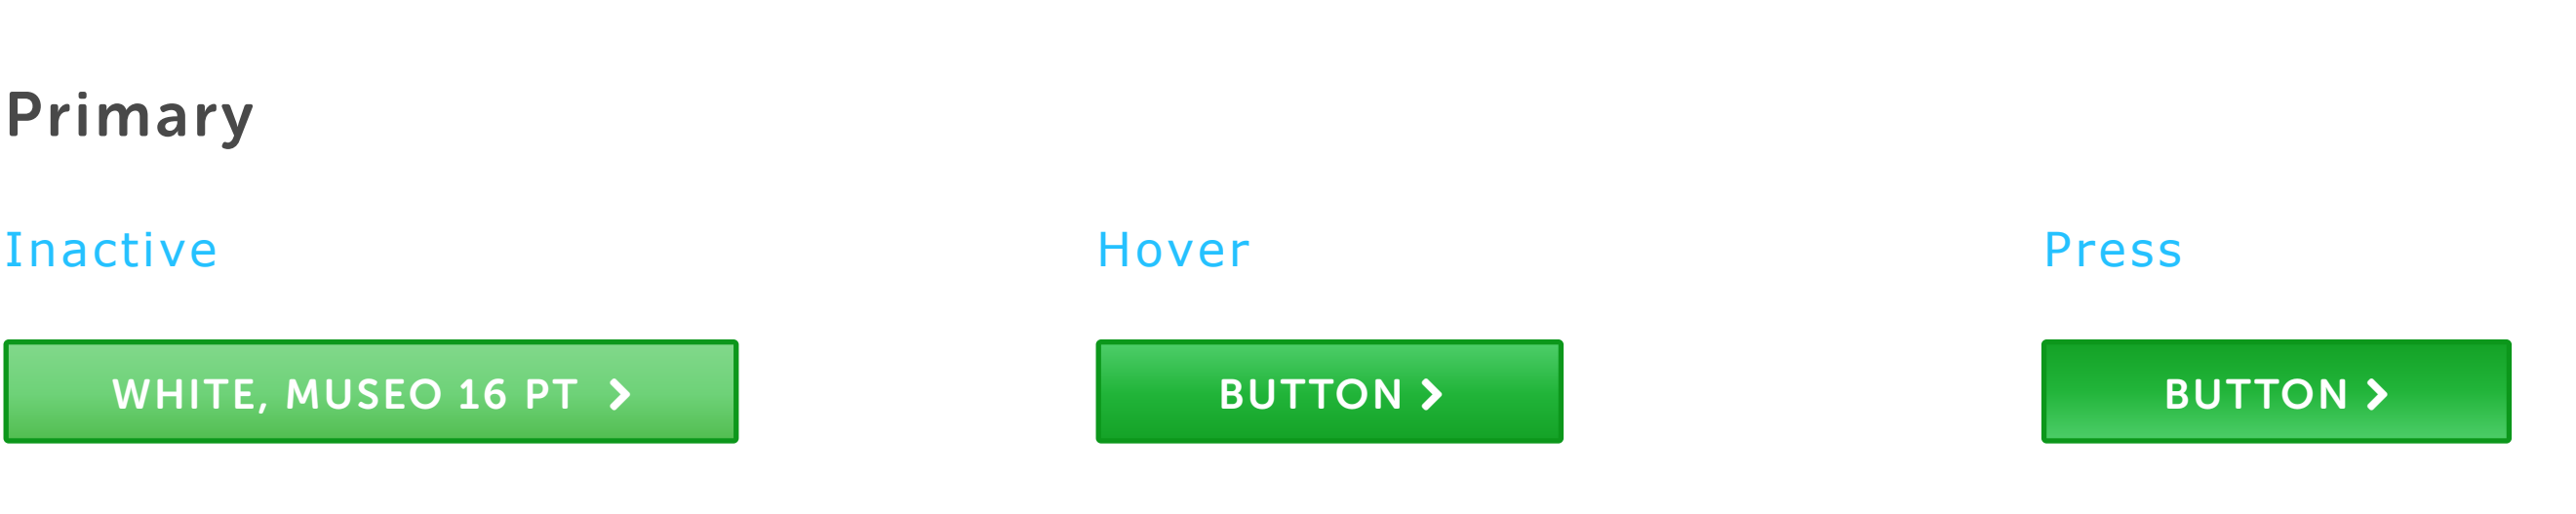 Primary
Inactive
Hover
Press
WHITE, MUSEO 16 PT
BUTTON
BUTTON